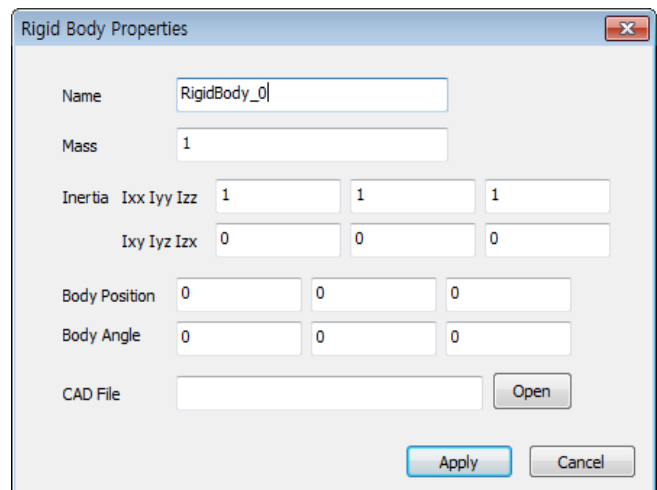 Rigid Body Properties
Name RigidBody_0
Mass 1
Inertia Ixx Iyy Izz 1 1 1
Ixy Iyz Izx 0 0 0
Body Position 0 0 0
Body Angle 0 0 0
CAD File Open
Apply Cancel